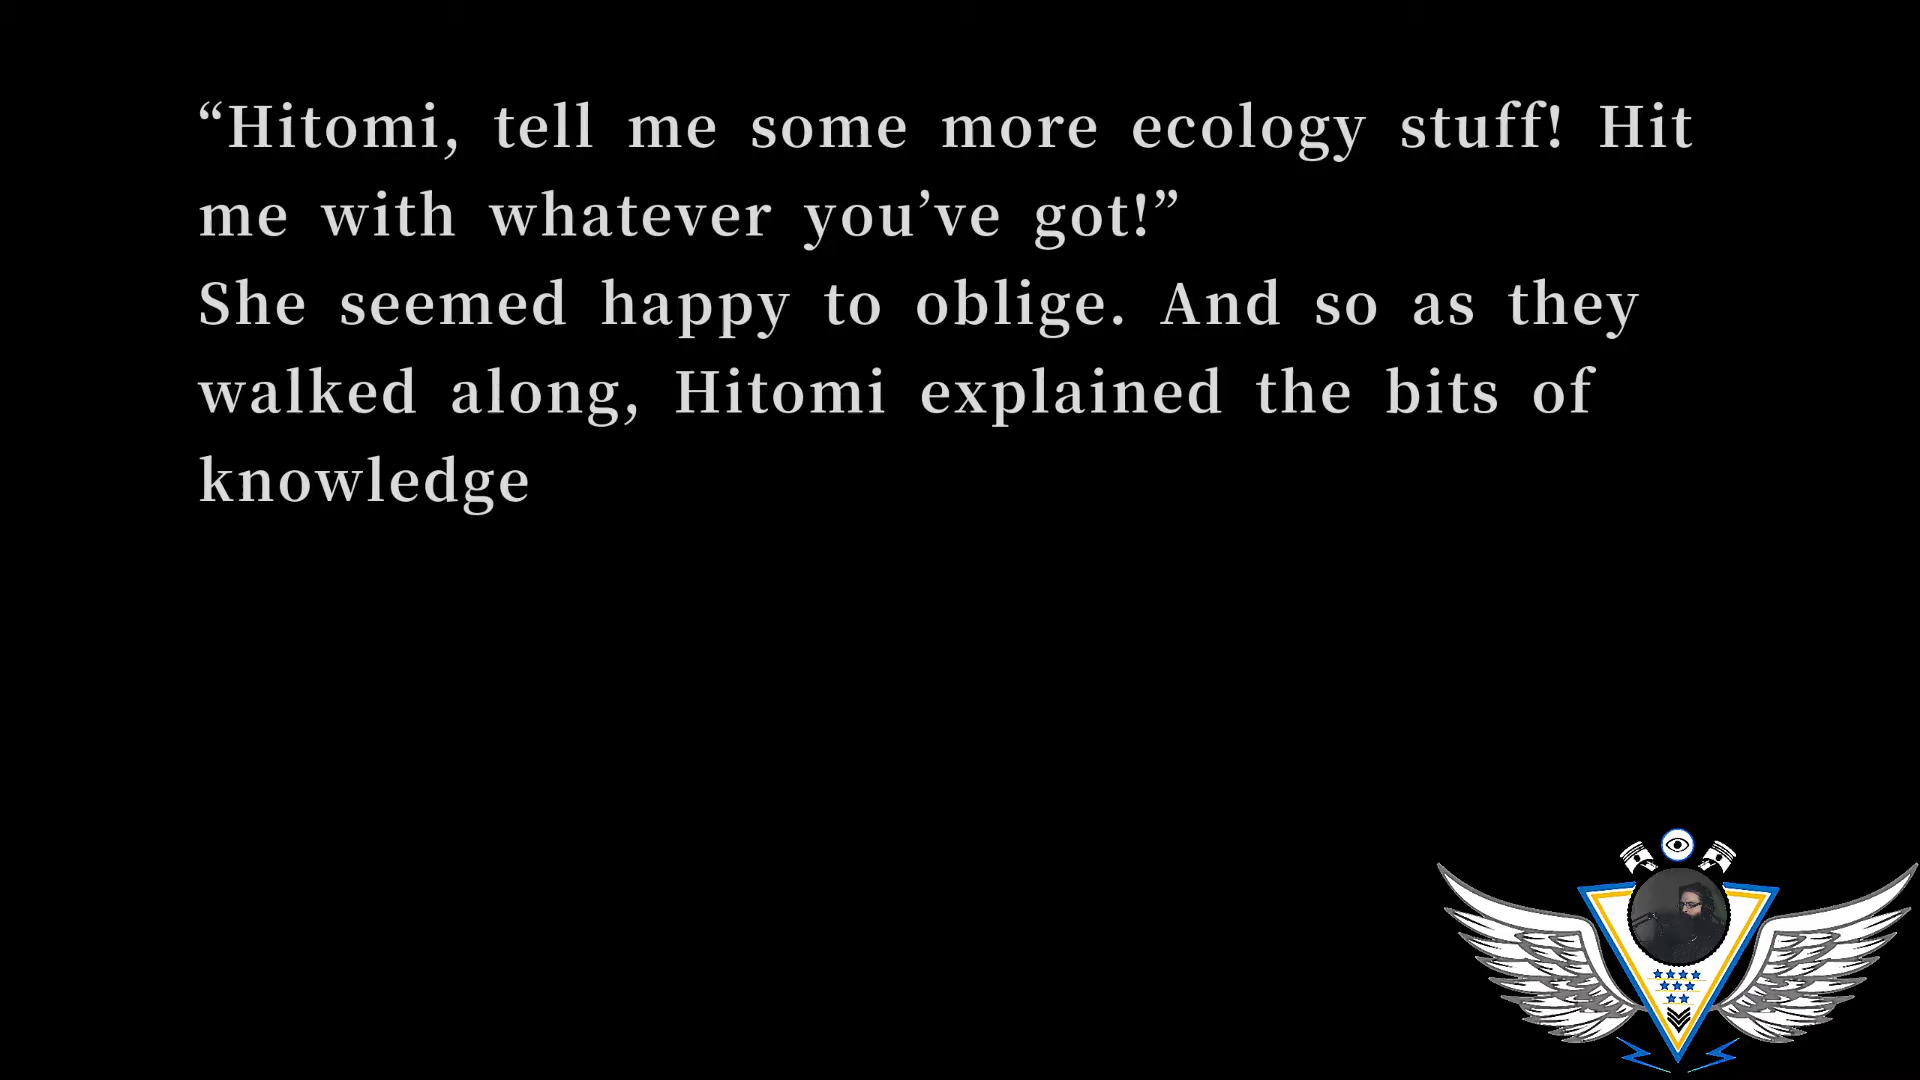 “Hitomi, tell me some more ecology stuff! Hit
me with whatever you’ve got!”
She seemed happy to oblige. And so as they
walked along, Hitomi explained the bits of
knowledge